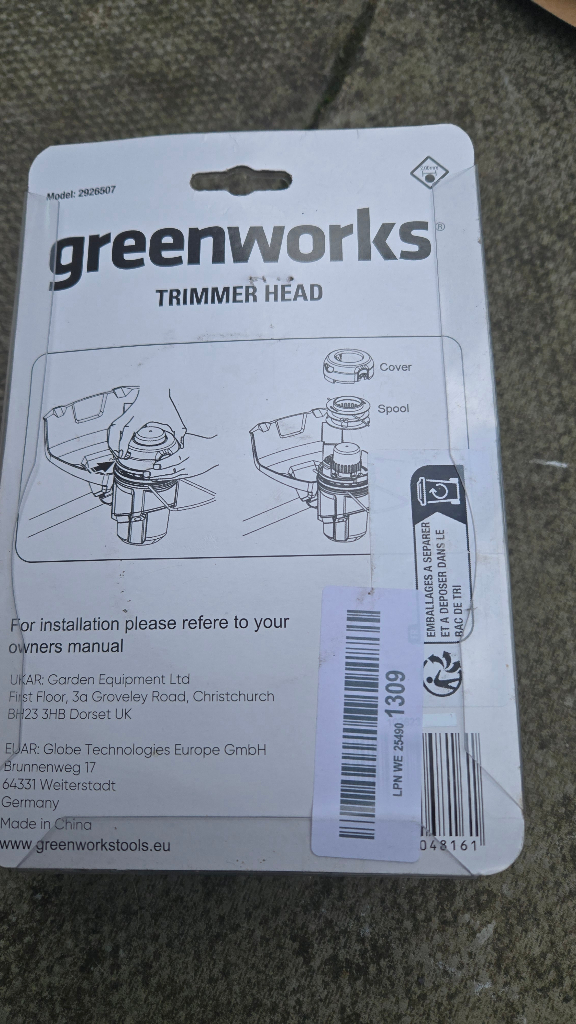 Model: 2926507
greenworks®
TRIMMER HEAD
Cover
Spool
EMBALLAGES À SÉPARER
ET À DÉPOSER DANS LE
BAC DE TRI
For installation please refere to your
owners manual
UKAR: Garden Equipment Ltd
First Floor, 3a Groveley Road, Christchurch
BH23 3HB Dorset UK
EUAR: Globe Technologies Europe GmbH
Brunnenweg 17
64331 Weiterstadt
Germany
Made in China
www.greenworkstools.eu
LPN WE 25490 1309
048161